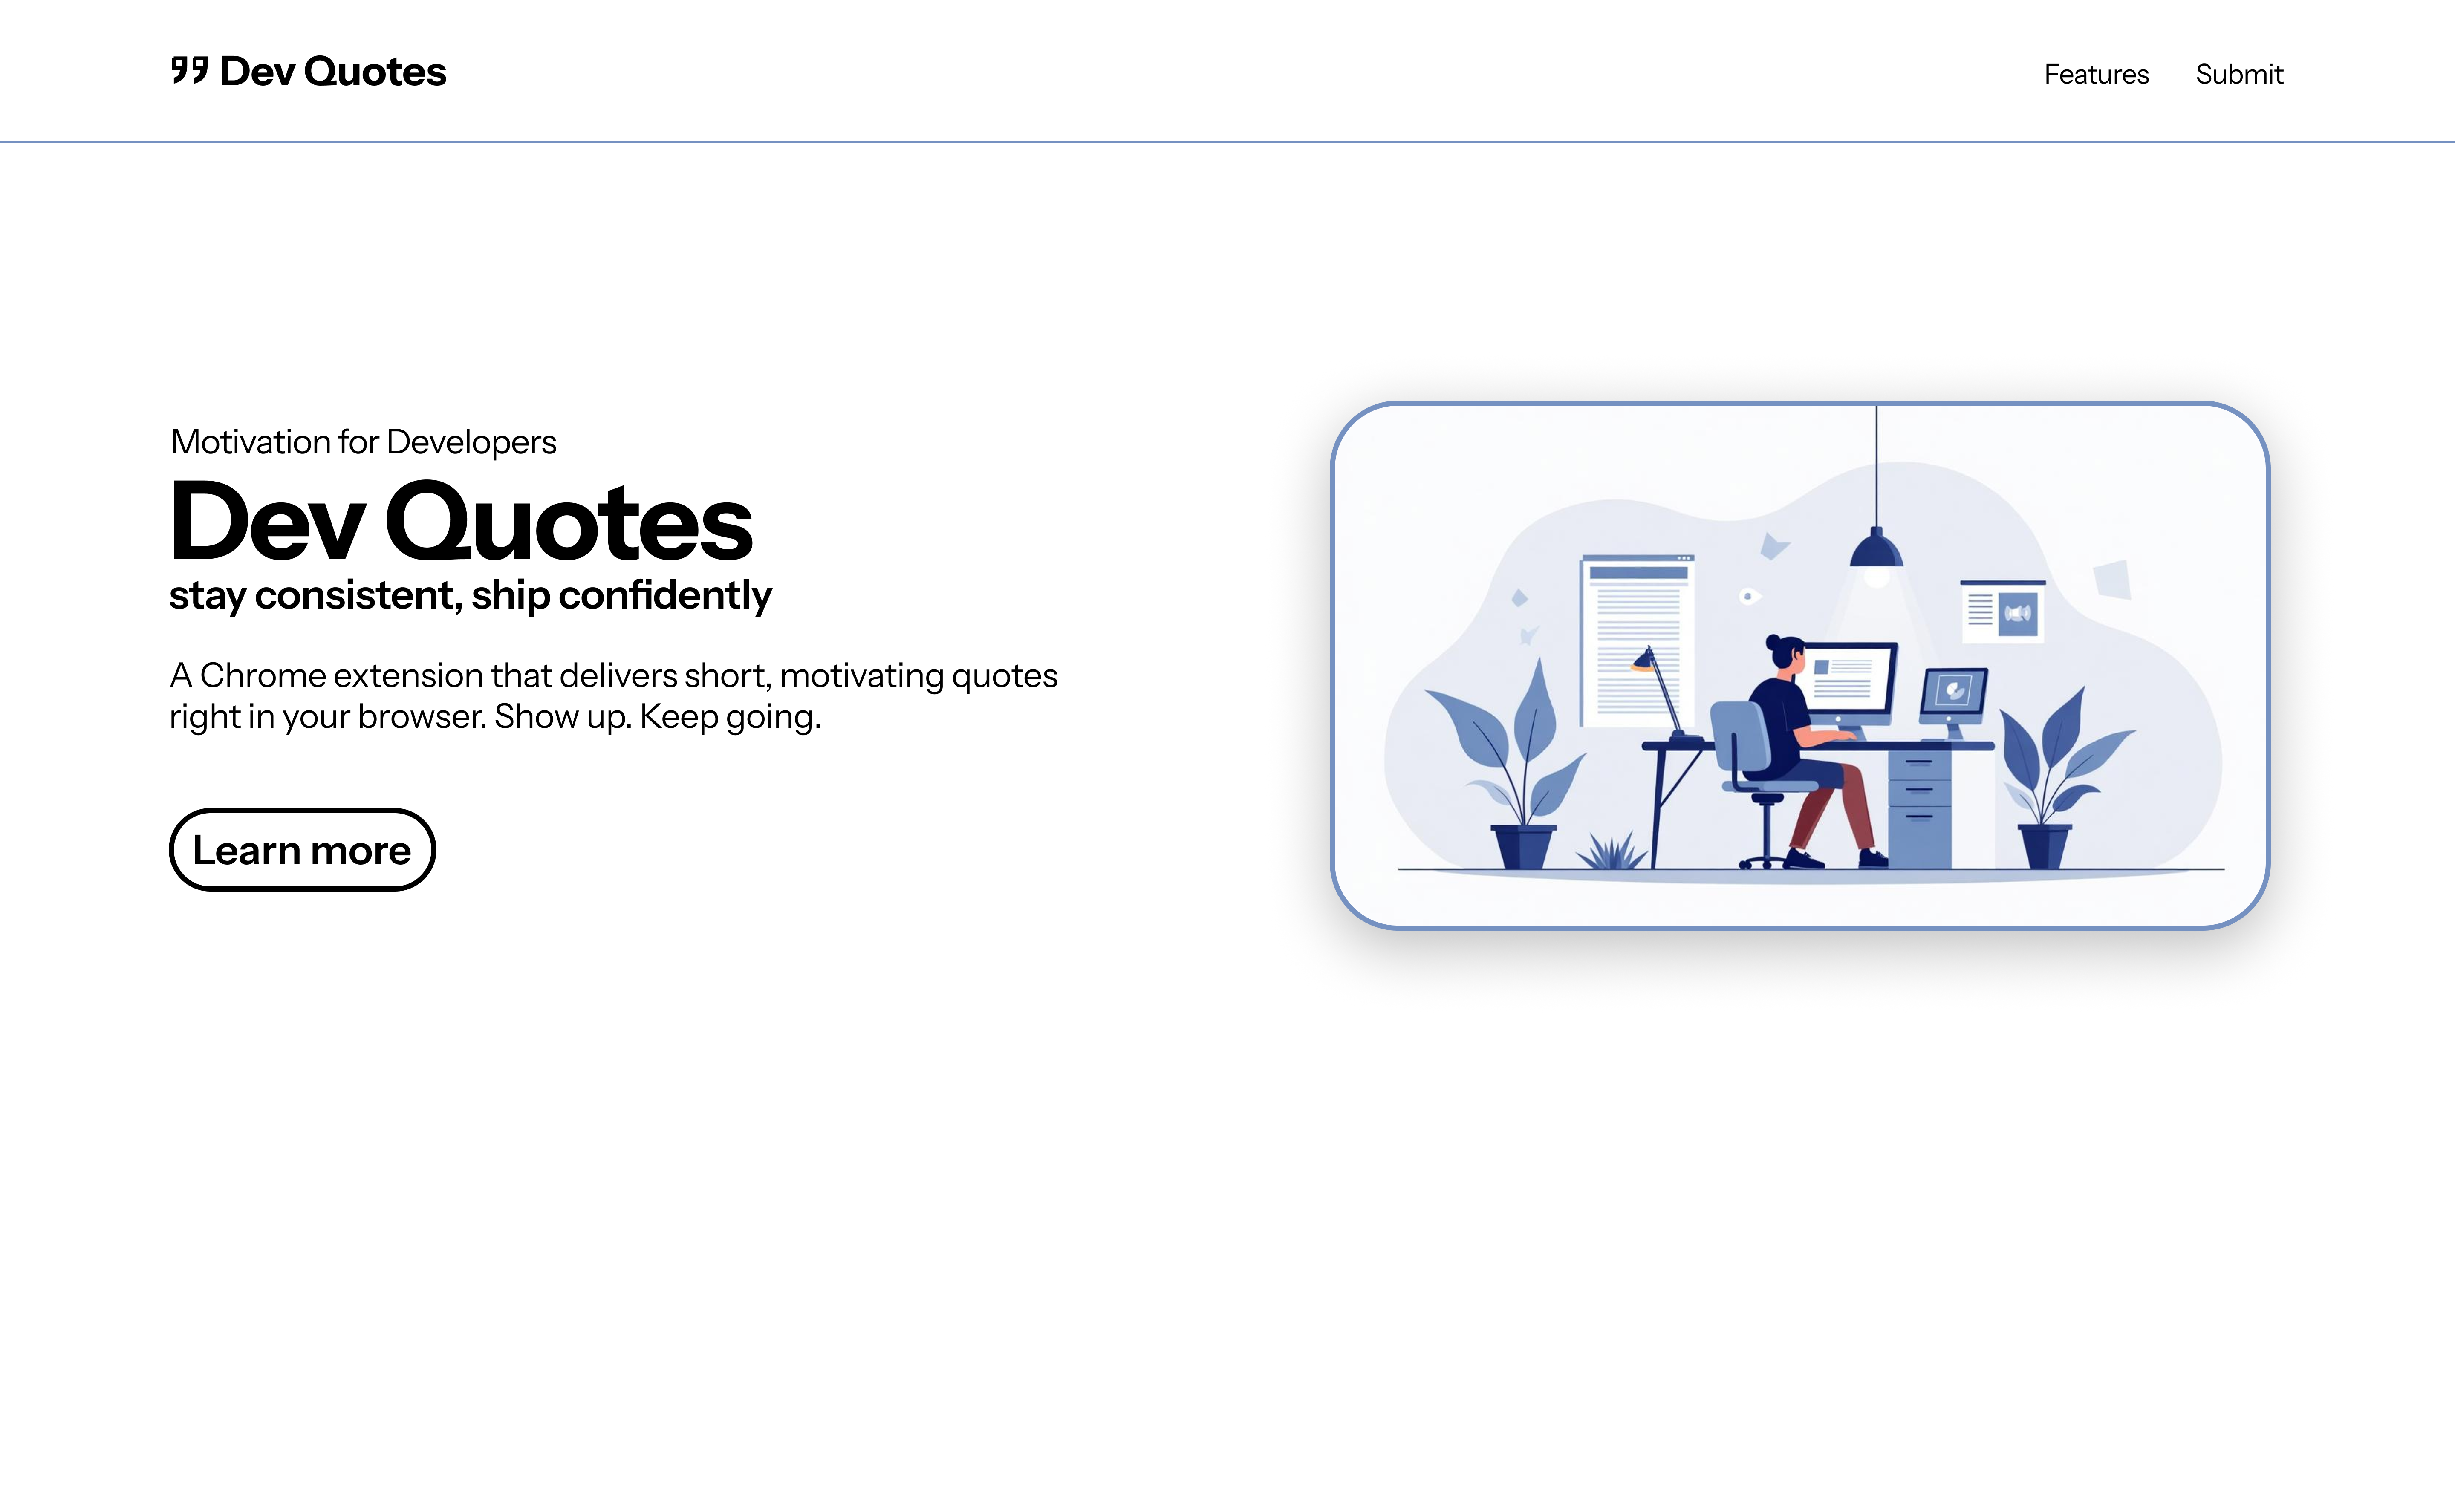 Dev Quotes
Features
Submit
Motivation for Developers
Dev Quotes
stay consistent, ship confidently
A Chrome extension that delivers short, motivating quotes
right in your browser. Show up. Keep going.
Learn more